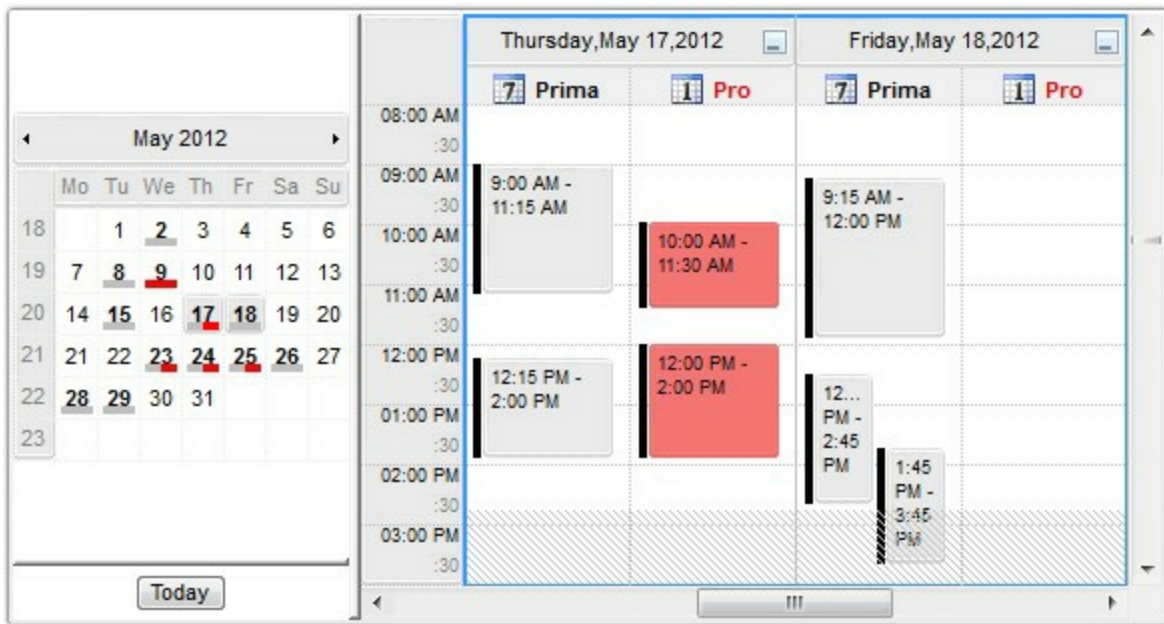 May 2012
Mo Tu We Th Fr Sa Su
18 1 2 3 4 5 6
19 7 8 9 10 11 12 13
20 14 15 16 17 18 19 20
21 21 22 23 24 25 26 27
22 28 29 30 31
23
Today
Thursday,May 17,2012 Friday,May 18,2012
7 Prima 1 Pro 7 Prima 1 Pro
08:00 AM
:30
09:00 AM
:30
10:00 AM
:30
11:00 AM
:30
12:00 PM
:30
01:00 PM
:30
02:00 PM
:30
03:00 PM
:30
9:00 AM -
11:15 AM
12:15 PM -
2:00 PM
10:00 AM -
11:30 AM
12:00 PM -
2:00 PM
9:15 AM -
12:00 PM
12...
PM -
2:45
PM
1:45
PM -
3:45
PM